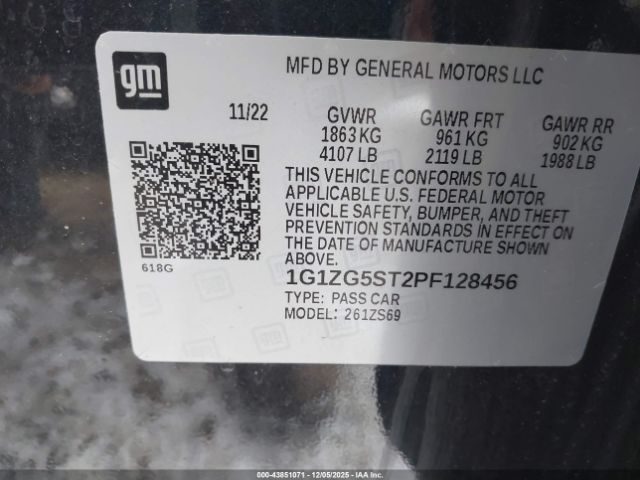 gm
MFD BY GENERAL MOTORS LLC
11/22 GVWR GAWR FRT GAWR RR
1863 KG 961 KG 902 KG
4107 LB 2119 LB 1988 LB
THIS VEHICLE CONFORMS TO ALL
APPLICABLE U.S. FEDERAL MOTOR
VEHICLE SAFETY, BUMPER, AND THEFT
PREVENTION STANDARDS IN EFFECT ON
THE DATE OF MANUFACTURE SHOWN
ABOVE.
618G
1G1ZG5ST2PF128456
TYPE: PASS CAR
MODEL: 261ZS69
000-43851071 - 12/05/2025 - IAAI, Inc.